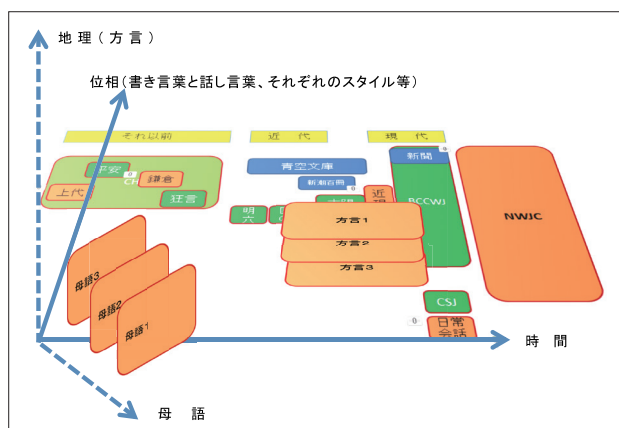 地理(方言)
位相(書き言葉と話し言葉、それぞれのスタイル等)
それ以前
近代
現代
平安
上代
鎌倉
狂言
青空文庫
新潮百冊
明六
新聞
BCCWJ
NWJC
方言1
方言2
方言3
母語3
母語2
母語1
CSJ
日常会話
時間
母語